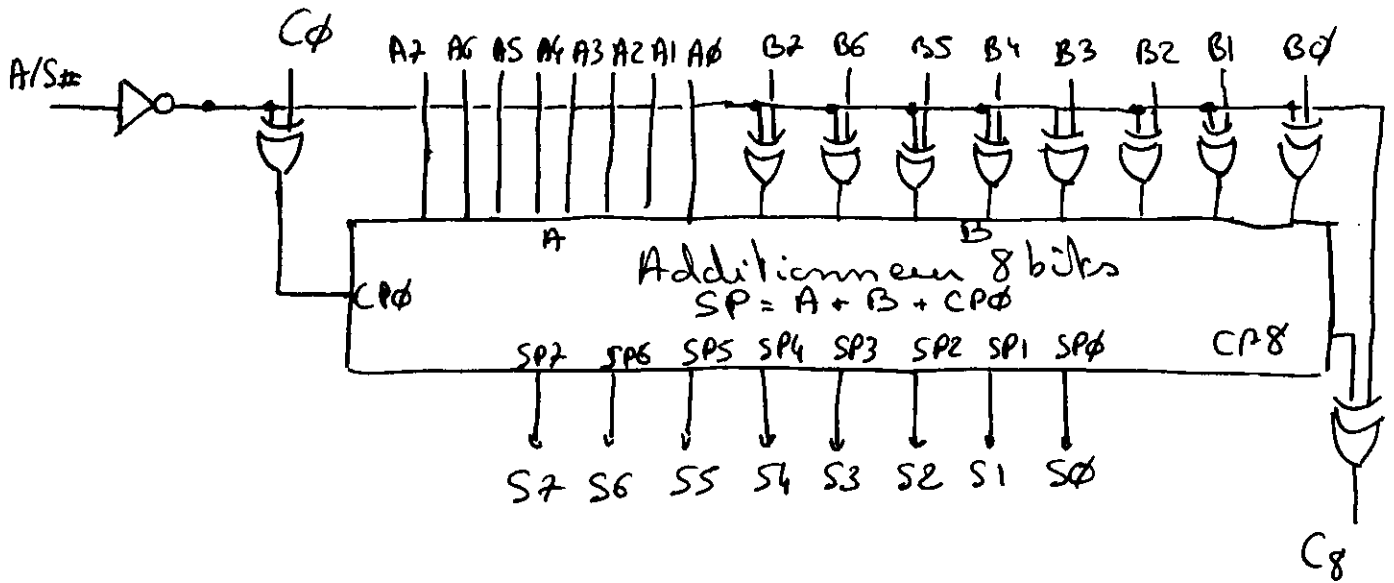 CØ
A/S#
A7 A6 A5 A4 A3 A2 A1 AØ B7 B6 B5 B4 B3 B2 B1 BØ
A B
Additionneur 8 bits
CPØ
SP = A + B + CPØ
SP7 SP6 SP5 SP4 SP3 SP2 SP1 SPØ CP8
S7 S6 S5 S4 S3 S2 S1 SØ
C8